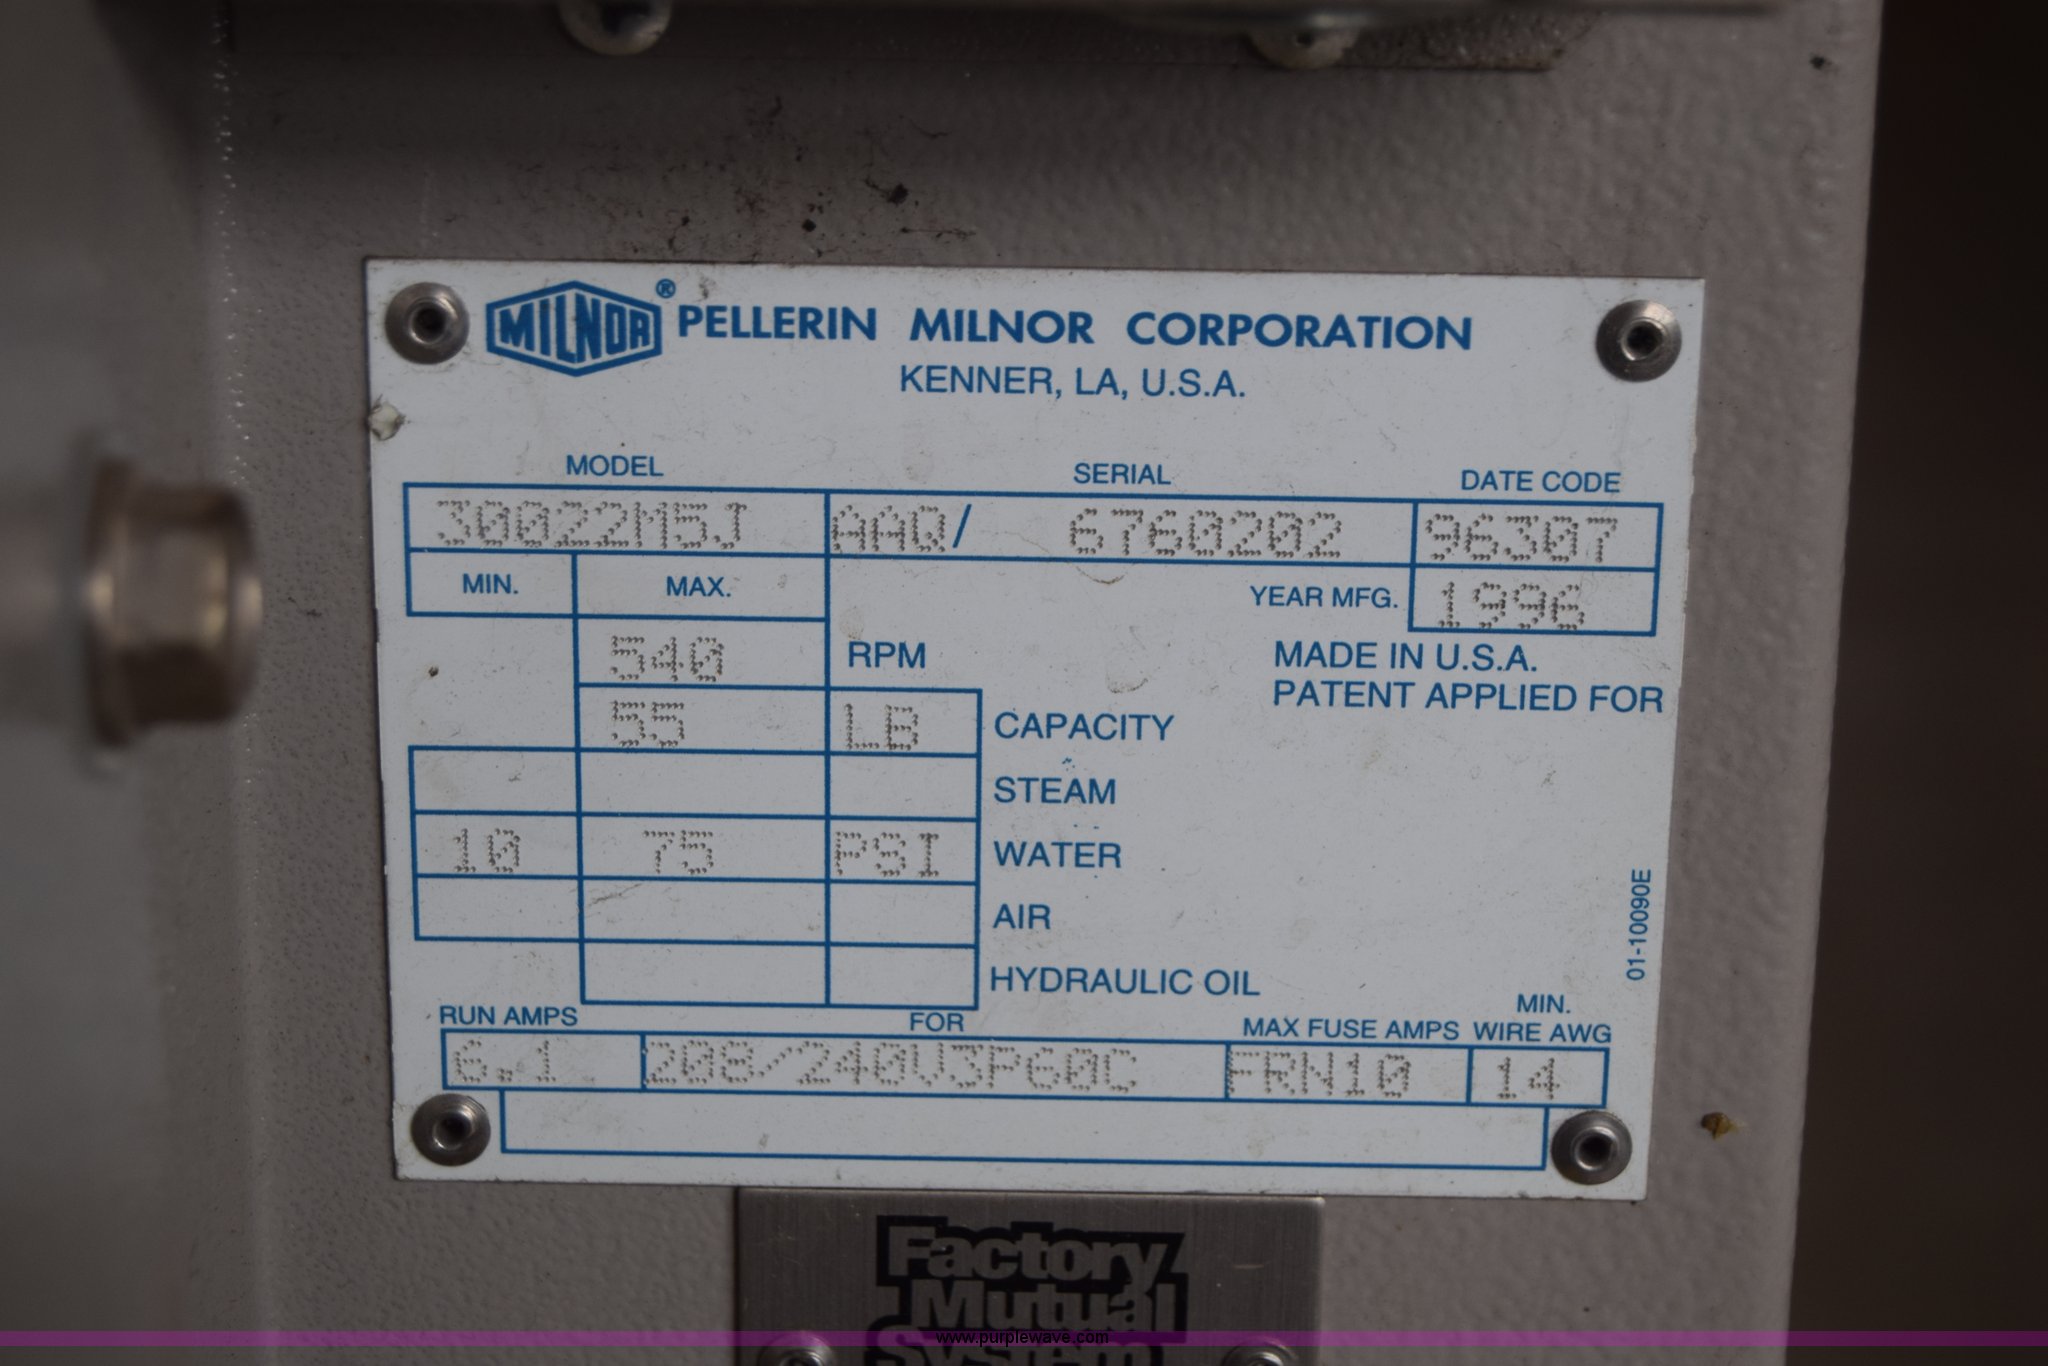 MILNOR ® PELLERIN MILNOR CORPORATION
KENNER, LA, U.S.A.
MODEL SERIAL DATE CODE
30022M5J AAQ/ 6760202 96307
MIN. MAX. YEAR MFG. 1996
540 RPM MADE IN U.S.A.
PATENT APPLIED FOR
55 LB CAPACITY
STEAM
10 75 PSI WATER
AIR
HYDRAULIC OIL
01-10090E
RUN AMPS FOR MAX FUSE AMPS MIN. WIRE AWG
6.1 208/240V3P60C FRN10 14
Factory
Mutual
System
www.purplewave.com